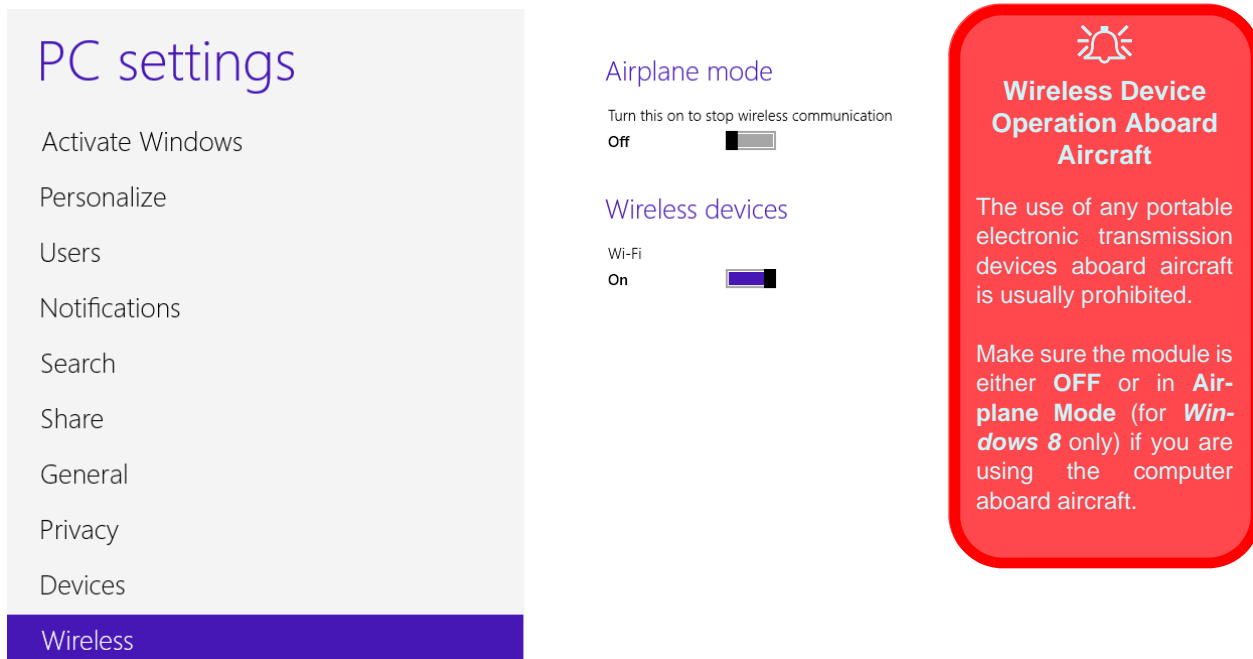 PC settings
Activate Windows
Personalize
Users
Notifications
Search
Share
General
Privacy
Devices
Wireless
Airplane mode
Turn this on to stop wireless communication
Off
Wireless devices
Wi-Fi
On
Wireless Device
Operation Aboard
Aircraft
The use of any portable
electronic transmission
devices aboard aircraft
is usually prohibited.
Make sure the module is
either OFF or in Air-
plane Mode (for Win-
dows 8 only) if you are
using the computer
aboard aircraft.